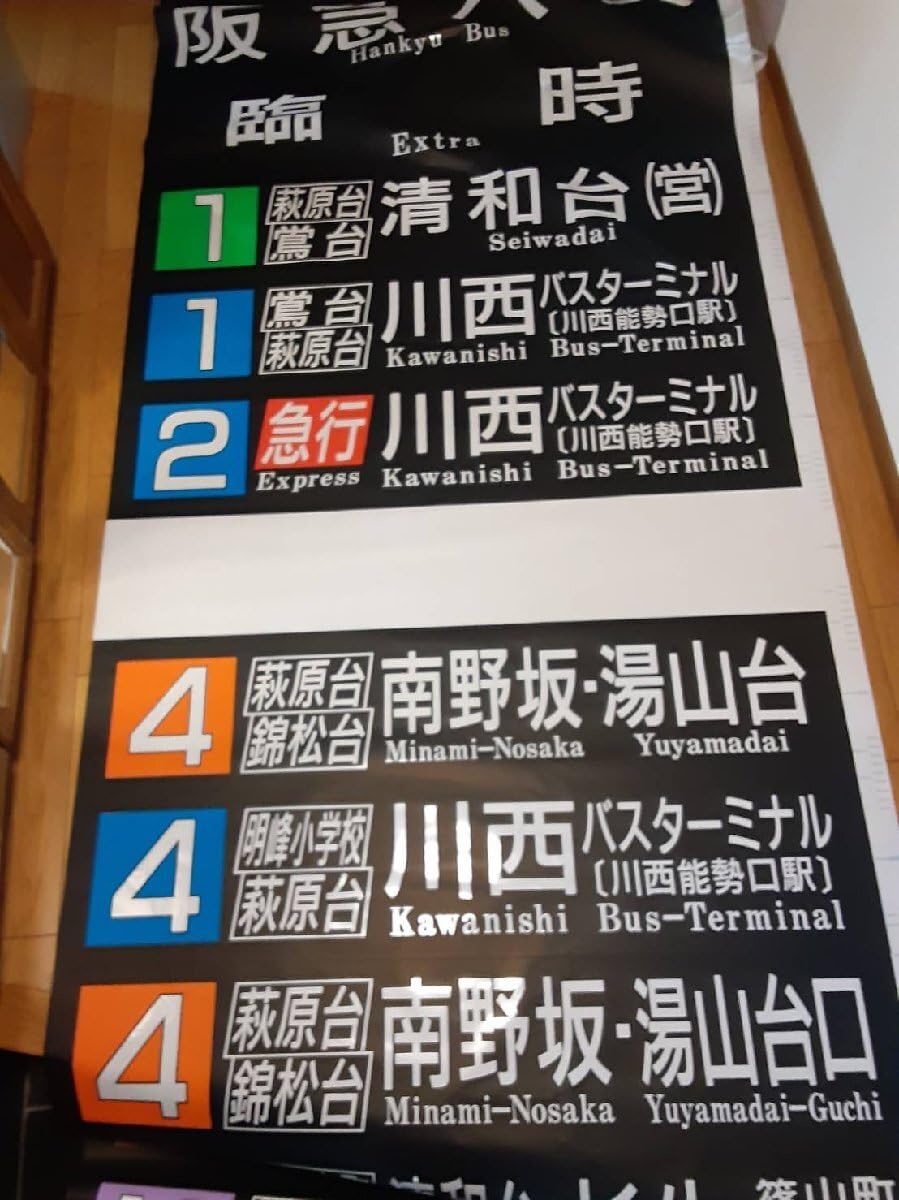 阪急バス
Hankyu Bus
臨時
Extra
1 萩原台 鶯台 清和台(営)
Seiwadai
1 鶯台 萩原台 川西バスターミナル
〔川西能勢口駅〕
Kawanishi Bus-Terminal
2 急行 川西バスターミナル
〔川西能勢口駅〕
Express Kawanishi Bus-Terminal
4 萩原台 錦松台 南野坂・湯山台
Minami-Nosaka Yuyamadai
4 明峰小学校 萩原台 川西バスターミナル
〔川西能勢口駅〕
Kawanishi Bus-Terminal
4 萩原台 錦松台 南野坂・湯山台口
Minami-Nosaka Yuyamadai-Guchi